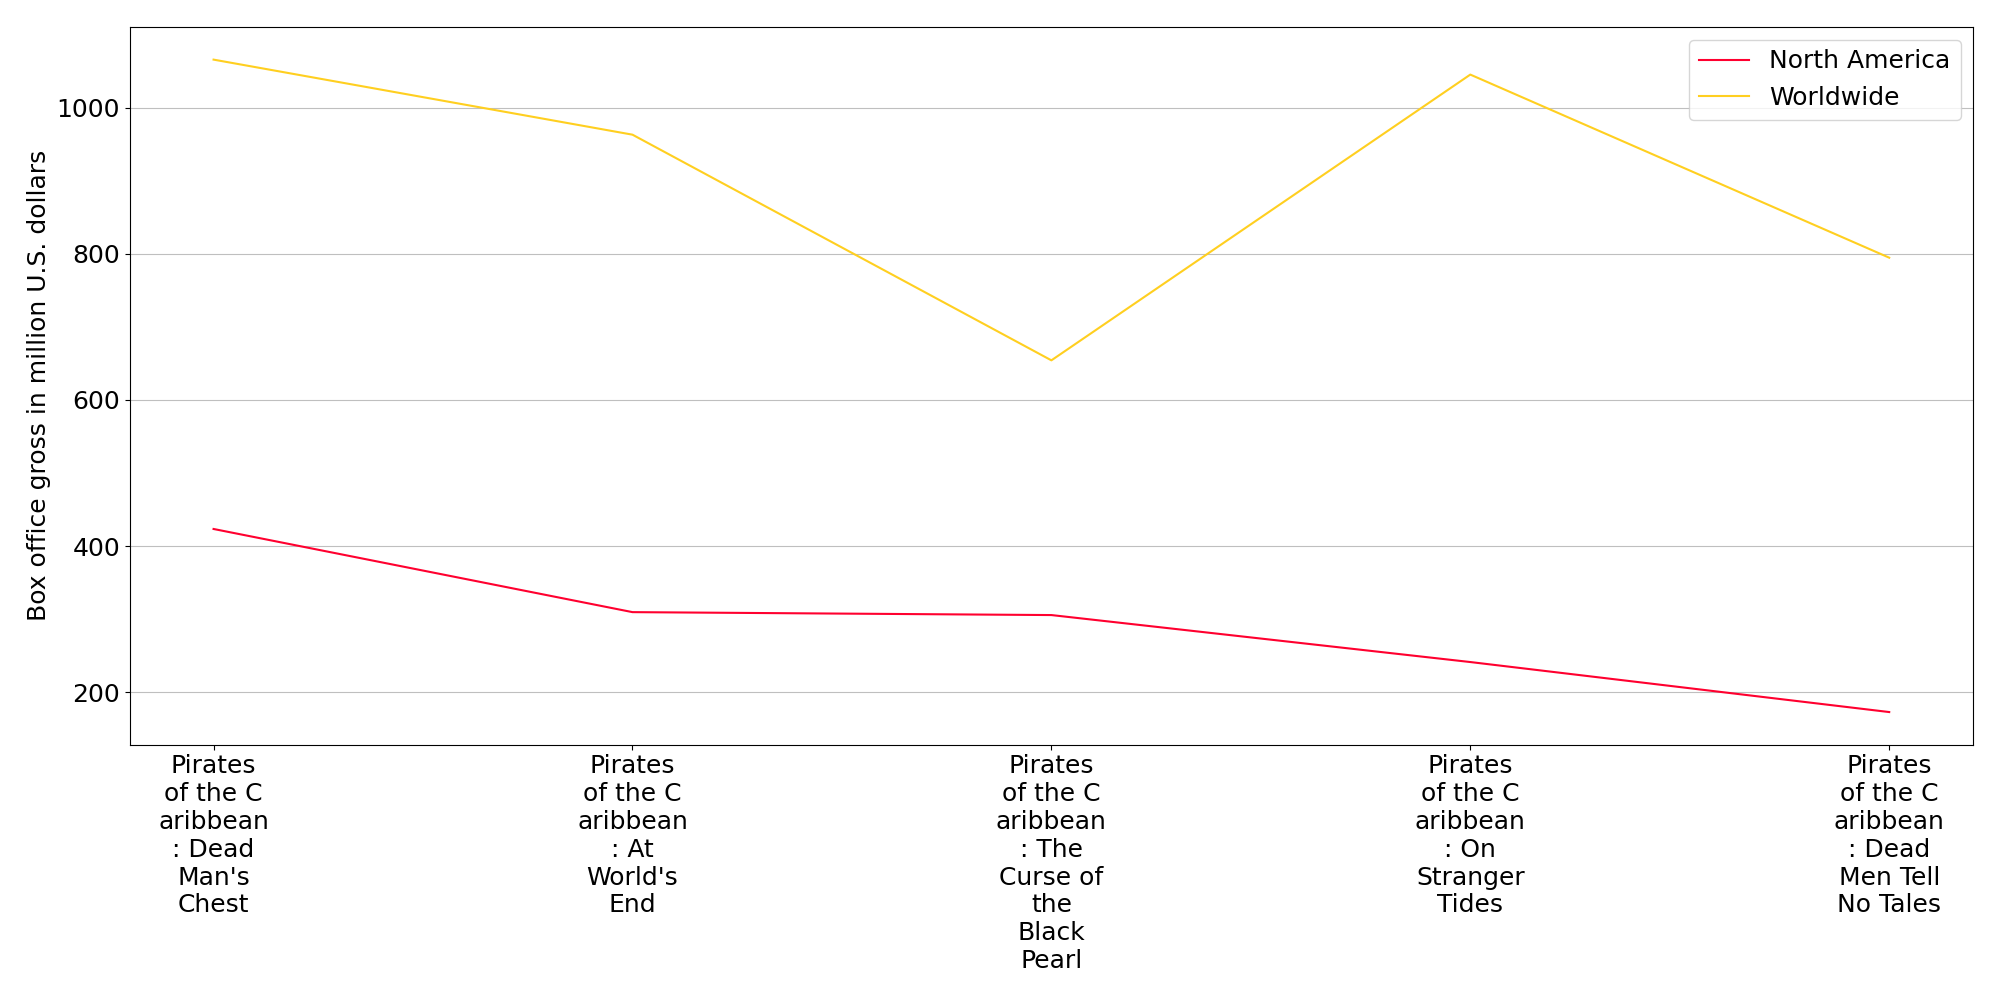 North America
Worldwide
Box office gross in million U.S. dollars
1000
800
600
400
200
Pirates
of the C
aribbean
: Dead
Man's
Chest
Pirates
of the C
aribbean
: At
World's
End
Pirates
of the C
aribbean
: The
Curse of
the
Black
Pearl
Pirates
of the C
aribbean
: On
Stranger
Tides
Pirates
of the C
aribbean
: Dead
Men Tell
No Tales